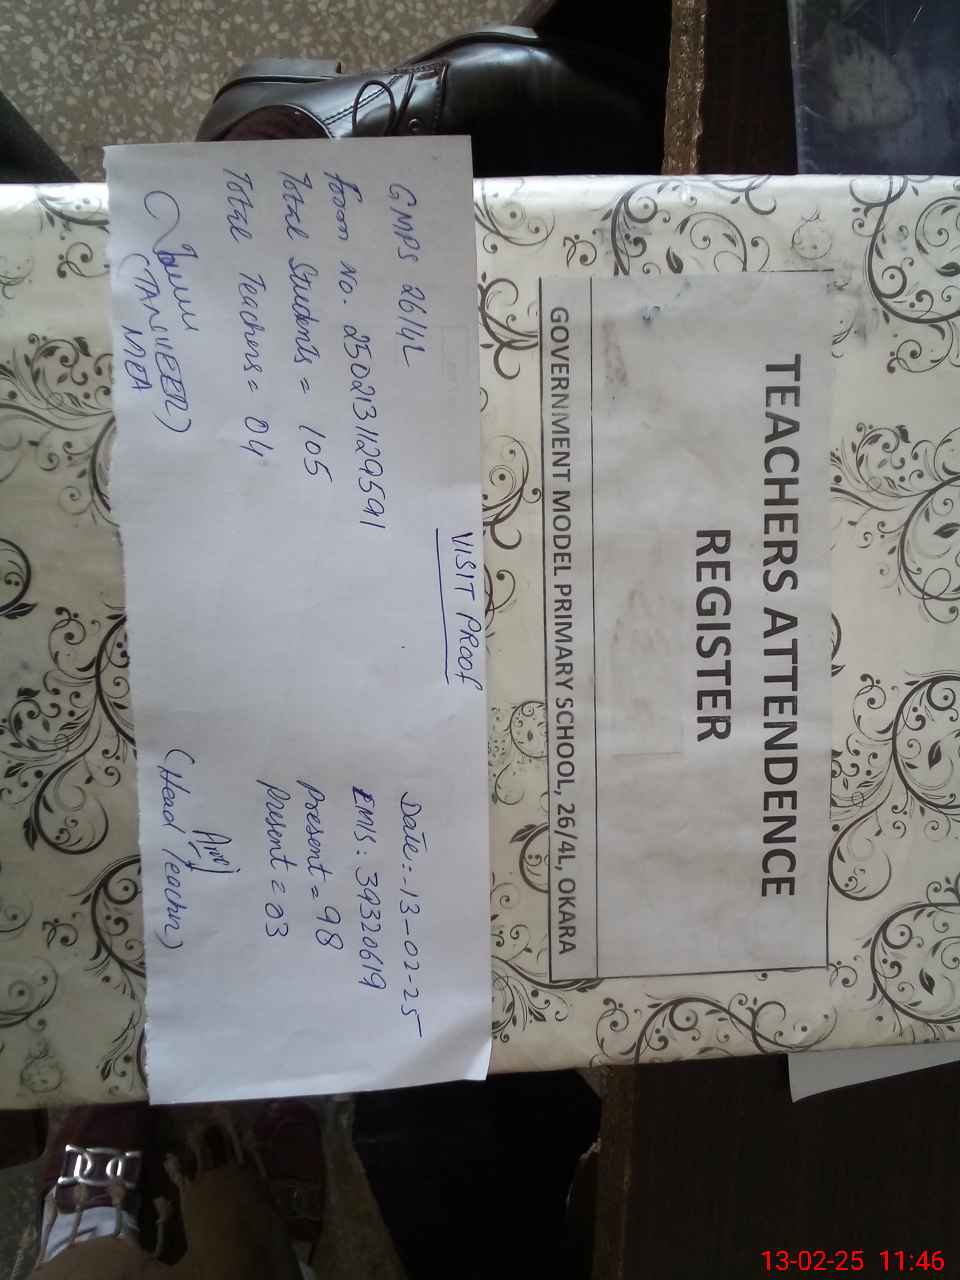 TEACHERS ATTENDENCE
REGISTER
GOVERNMENT MODEL PRIMARY SCHOOL, 26/4L, OKARA
VISIT PROOF
GMPS 26/4L Date:- 13-02-25
Form No. 250213112959 EMIS: 39320619
Total Students = 105 Present = 98
Total Teachers = 04 Present = 03
(TANVEER) (Head Teacher)
MEA
13-02-25 11:46